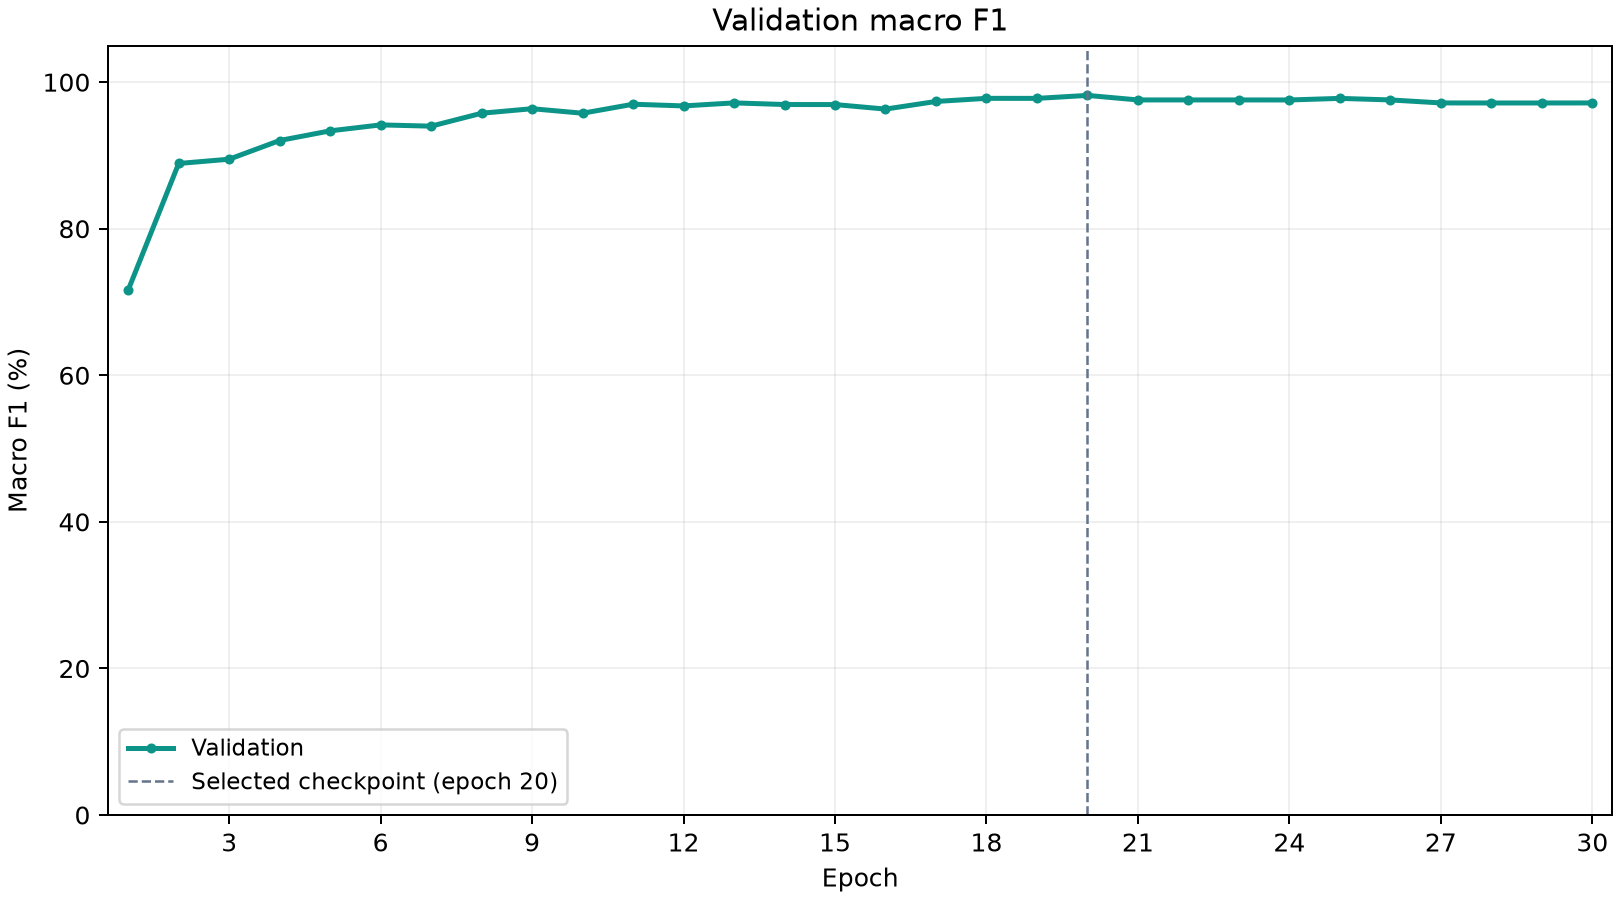 Validation macro F1
Macro F1 (%)
100
80
60
40
20
0
Validation
Selected checkpoint (epoch 20)
3 6 9 12 15 18 21 24 27 30
Epoch